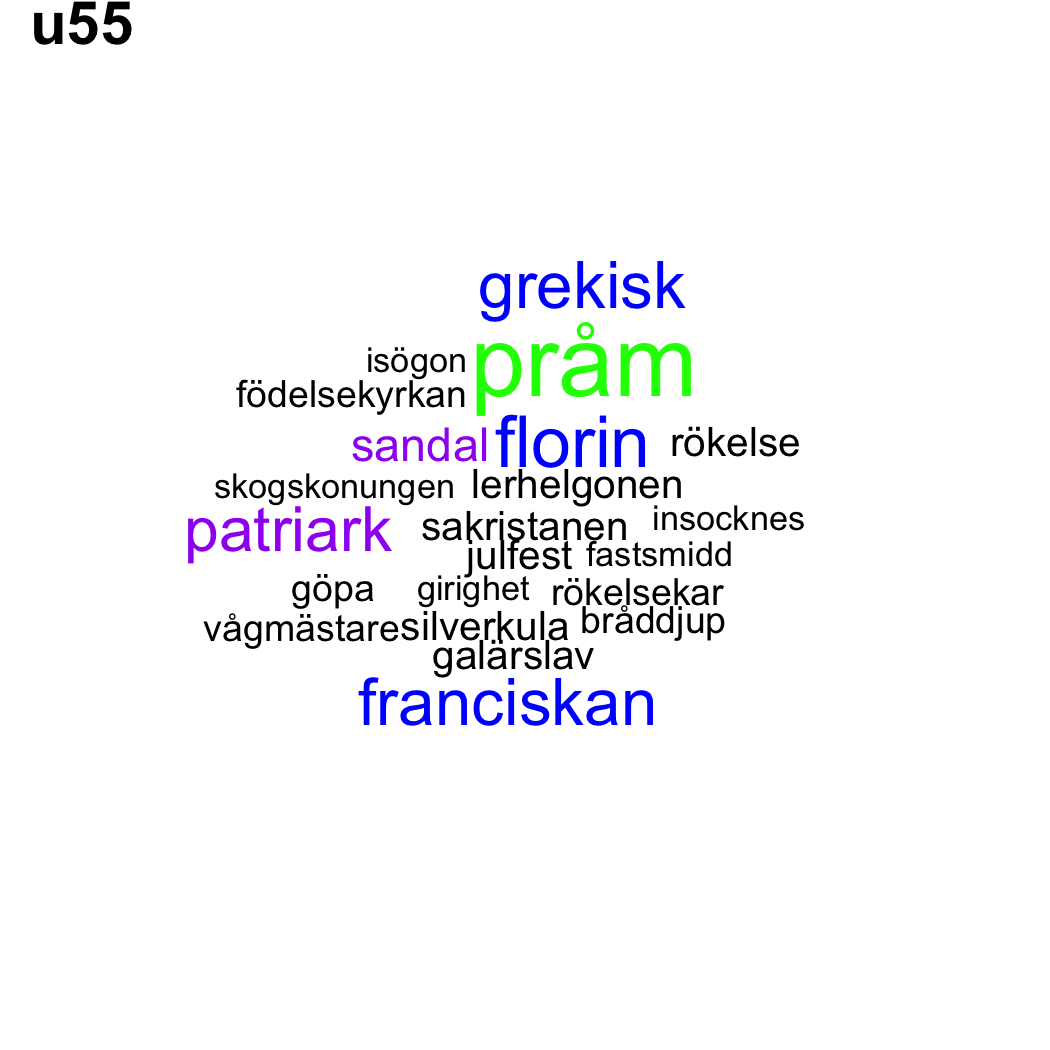 u55
grekisk
pråm
isögon
födelsekyrkan
sandal florin rökelse
skogskonungen lerhelgonen
patriark sakristanen insocknes
julfest fastsmidd
göpa girighet rökelsekar
vågmästare silverkula bråddjup
galärslav
franciskan